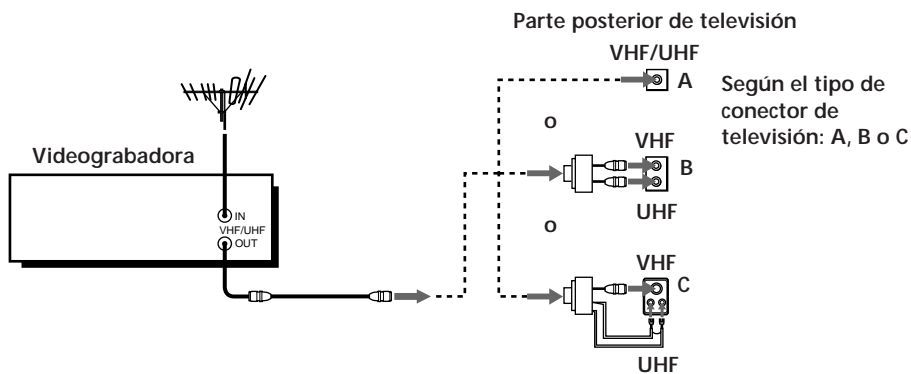 Parte posterior de televisión
VHF/UHF
A
Según el tipo de
conector de
televisión: A, B o C
o
VHF
B
UHF
Videograbadora
IN
VHF/UHF
OUT
o
VHF
C
UHF